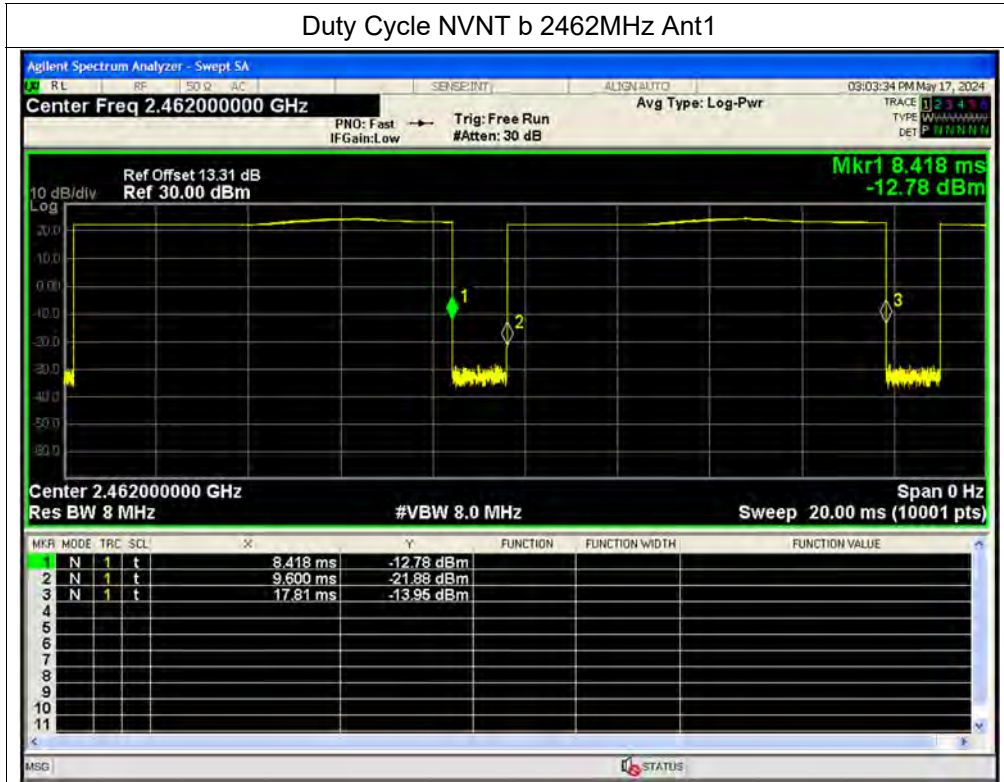 Duty Cycle NVNT b 2462MHz Ant1
Agilent Spectrum Analyzer - Swept SA
RL RF 50 Ω AC SENSE:INT ALIGN AUTO 03:03:34 PM May 17, 2024
Center Freq 2.462000000 GHz
Avg Type: Log-Pwr
TRACE 1 2 3 4 5 6
PNO: Fast Trig: Free Run
TYPE W
IFGain:Low #Atten: 30 dB
DET P N N N N N
Mkr1 8.418 ms
Ref Offset 13.31 dB
-12.78 dBm
10 dB/div Ref 30.00 dBm
Log
20.0
10.0
0.00
-10.0
-20.0
-30.0
-40.0
-50.0
-60.0
1
2
3
Center 2.462000000 GHz Span 0 Hz
Res BW 8 MHz #VBW 8.0 MHz Sweep 20.00 ms (10001 pts)
MKR MODE TRC SCL X Y FUNCTION FUNCTION WIDTH FUNCTION VALUE
1 N 1 t 8.418 ms -12.78 dBm
2 N 1 t 9.600 ms -21.88 dBm
3 N 1 t 17.81 ms -13.95 dBm
4
5
6
7
8
9
10
11
MSG STATUS